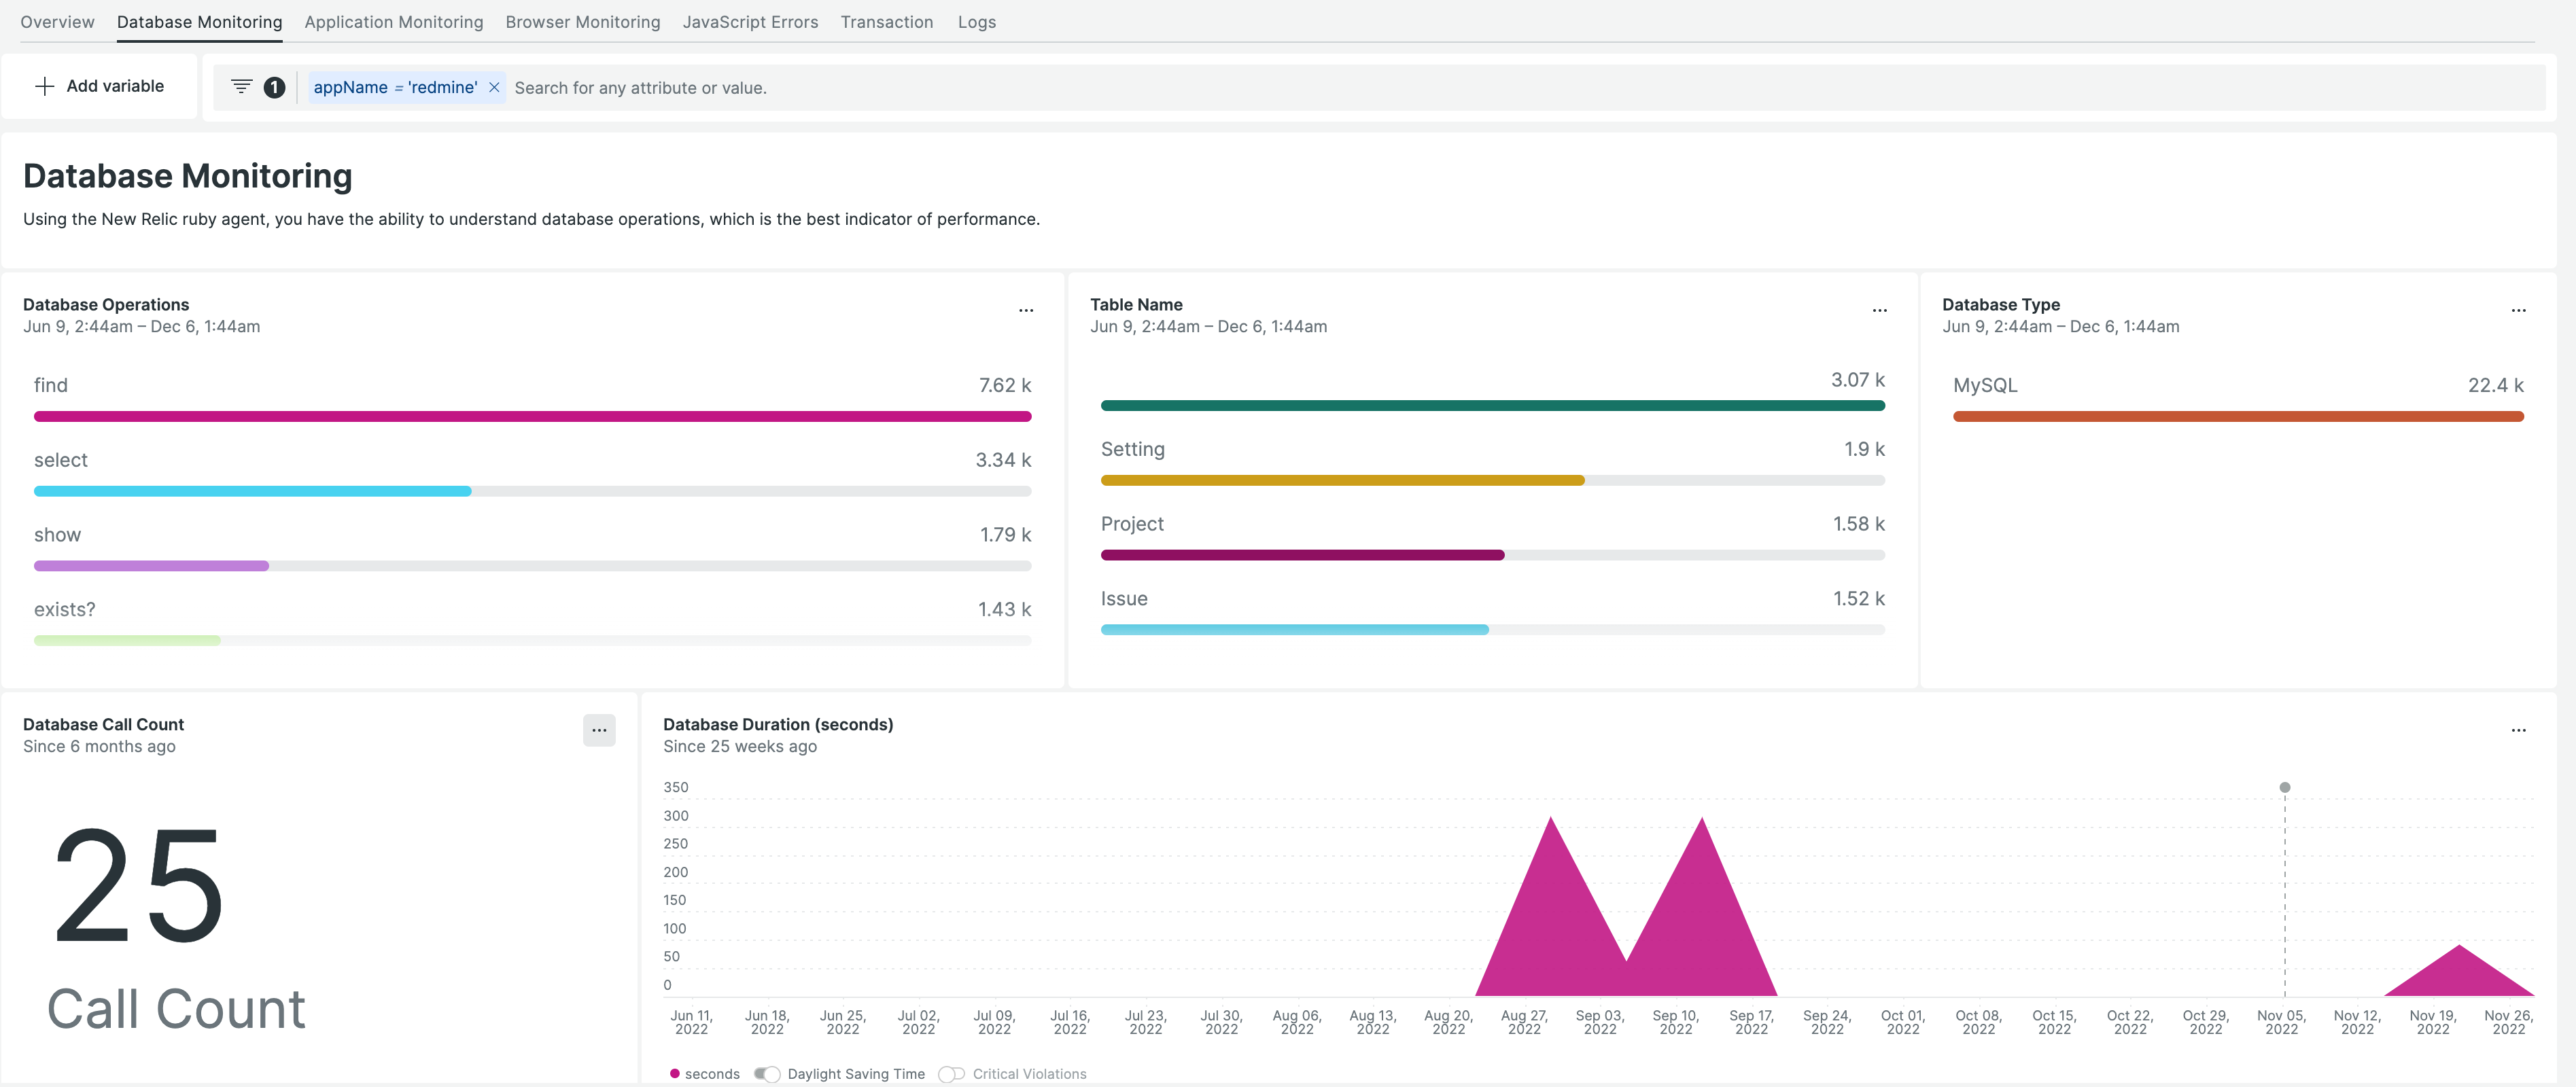 Overview Database Monitoring Application Monitoring Browser Monitoring JavaScript Errors Transaction Logs
Add variable 1 appName = 'redmine' × Search for any attribute or value.
Database Monitoring
Using the New Relic ruby agent, you have the ability to understand database operations, which is the best indicator of performance.
Database Operations ...
Jun 9, 2:44am – Dec 6, 1:44am
find 7.62 k
select 3.34 k
show 1.79 k
exists? 1.43 k
Table Name ...
Jun 9, 2:44am – Dec 6, 1:44am
3.07 k
Setting 1.9 k
Project 1.58 k
Issue 1.52 k
Database Type ...
Jun 9, 2:44am – Dec 6, 1:44am
MySQL 22.4 k
Database Call Count ...
Since 6 months ago
25
Call Count
Database Duration (seconds) ...
Since 25 weeks ago
350
300
250
200
150
100
50
0
Jun 11, Jun 18, Jun 25, Jul 02, Jul 09, Jul 16, Jul 23, Jul 30, Aug 06, Aug 13, Aug 20, Aug 27, Sep 03, Sep 10, Sep 17, Sep 24, Oct 01, Oct 08, Oct 15, Oct 22, Oct 29, Nov 05, Nov 12, Nov 19, Nov 26,
2022 2022 2022 2022 2022 2022 2022 2022 2022 2022 2022 2022 2022 2022 2022 2022 2022 2022 2022 2022 2022 2022 2022 2022 2022
seconds Daylight Saving Time Critical Violations